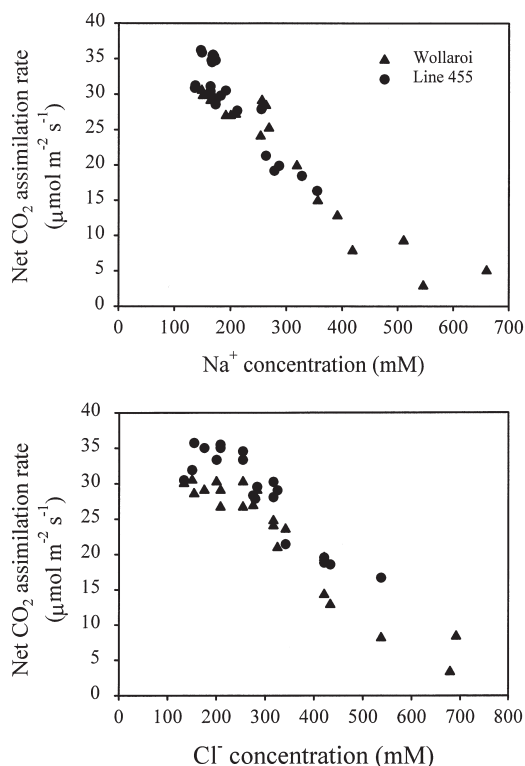 40
35
30
25
20
15
10
5
0
Net CO₂ assimilation rate
(μmol m⁻² s⁻¹)
Wollaroi
Line 455
0 100 200 300 400 500 600 700
Na⁺ concentration (mM)
40
35
30
25
20
15
10
5
0
Net CO₂ assimilation rate
(μmol m⁻² s⁻¹)
0 100 200 300 400 500 600 700 800
Cl⁻ concentration (mM)